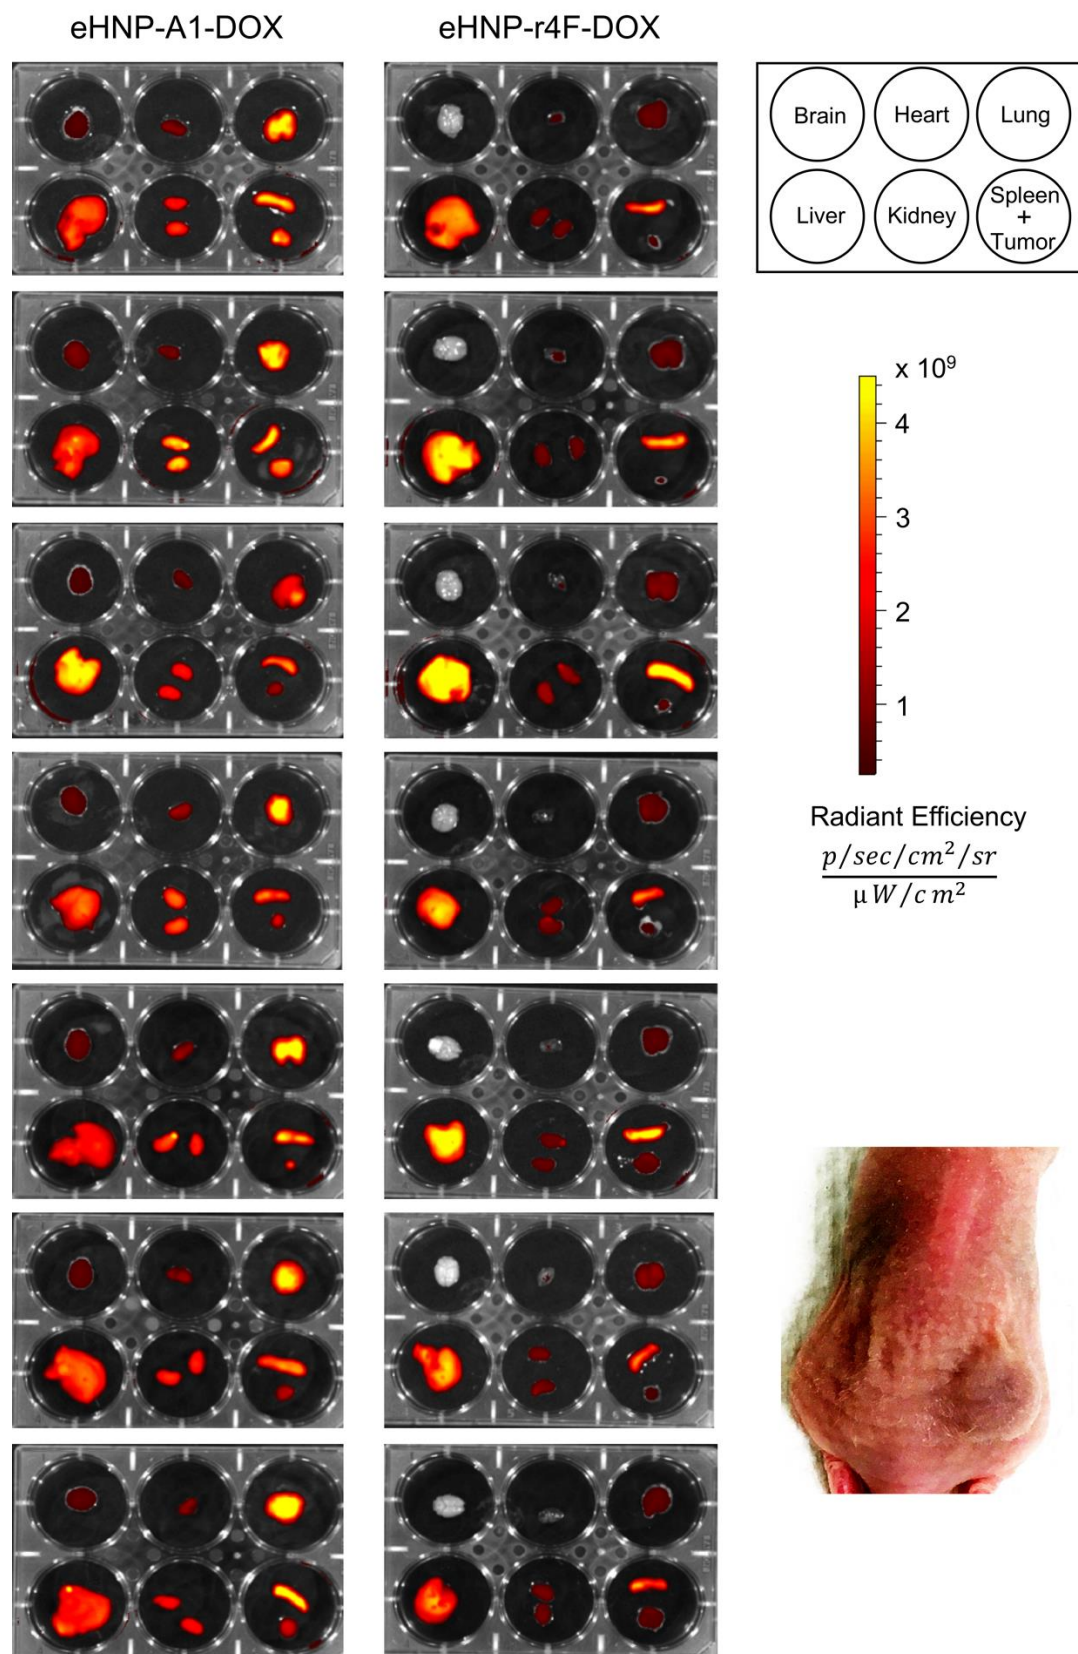 eHNP-A1-DOX
eHNP-r4F-DOX
Brain
Heart
Lung
Liver
Kidney
Spleen
+
Tumor
x 10⁹
4
3
2
1
Radiant Efficiency
p/sec/cm²/sr
μW/cm²